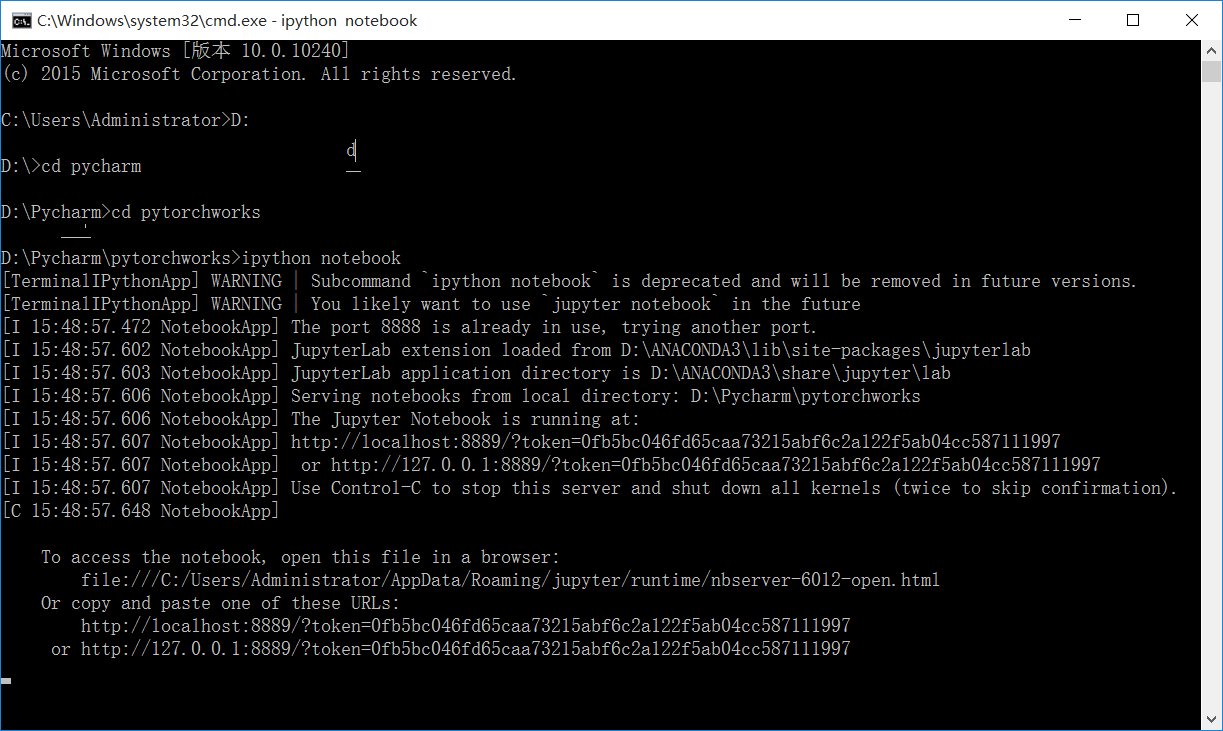 C:\Windows\system32\cmd.exe - ipython  notebook
Microsoft Windows [版本 10.0.10240]
(c) 2015 Microsoft Corporation. All rights reserved.
C:\Users\Administrator>D:
d
D:\>cd pycharm
D:\Pycharm>cd pytorchworks
D:\Pycharm\pytorchworks>ipython notebook
[TerminalIPythonApp] WARNING | Subcommand `ipython notebook` is deprecated and will be removed in future versions.
[TerminalIPythonApp] WARNING | You likely want to use `jupyter notebook` in the future
[I 15:48:57.472 NotebookApp] The port 8888 is already in use, trying another port.
[I 15:48:57.602 NotebookApp] JupyterLab extension loaded from D:\ANACONDA3\lib\site-packages\jupyterlab
[I 15:48:57.603 NotebookApp] JupyterLab application directory is D:\ANACONDA3\share\jupyter\lab
[I 15:48:57.606 NotebookApp] Serving notebooks from local directory: D:\Pycharm\pytorchworks
[I 15:48:57.606 NotebookApp] The Jupyter Notebook is running at:
[I 15:48:57.607 NotebookApp] http://localhost:8889/?token=0fb5bc046fd65caa73215abf6c2a122f5ab04cc587111997
[I 15:48:57.607 NotebookApp]  or http://127.0.0.1:8889/?token=0fb5bc046fd65caa73215abf6c2a122f5ab04cc587111997
[I 15:48:57.607 NotebookApp] Use Control-C to stop this server and shut down all kernels (twice to skip confirmation).
[C 15:48:57.648 NotebookApp]
To access the notebook, open this file in a browser:
file:///C:/Users/Administrator/AppData/Roaming/jupyter/runtime/nbserver-6012-open.html
Or copy and paste one of these URLs:
http://localhost:8889/?token=0fb5bc046fd65caa73215abf6c2a122f5ab04cc587111997
or http://127.0.0.1:8889/?token=0fb5bc046fd65caa73215abf6c2a122f5ab04cc587111997